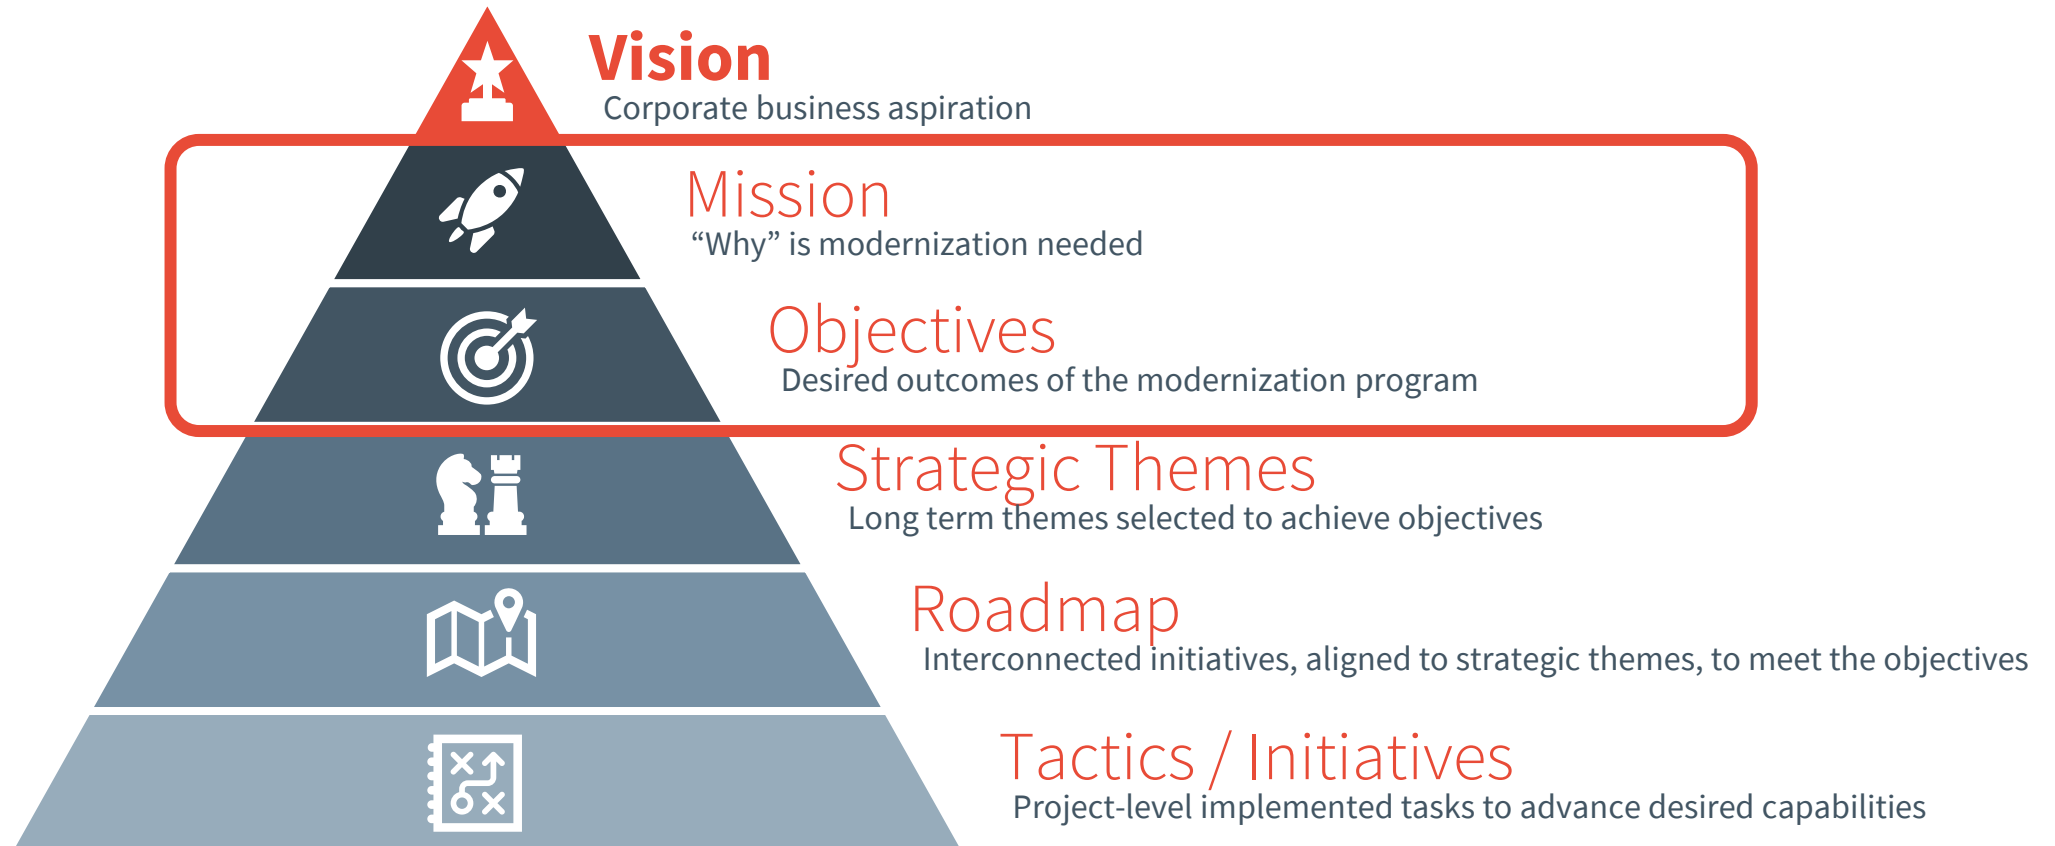 Vision
Corporate business aspiration
Mission
“Why” is modernization needed
Objectives
Desired outcomes of the modernization program
Strategic Themes
Long term themes selected to achieve objectives
Roadmap
Interconnected initiatives, aligned to strategic themes, to meet the objectives
Tactics / Initiatives
Project-level implemented tasks to advance desired capabilities